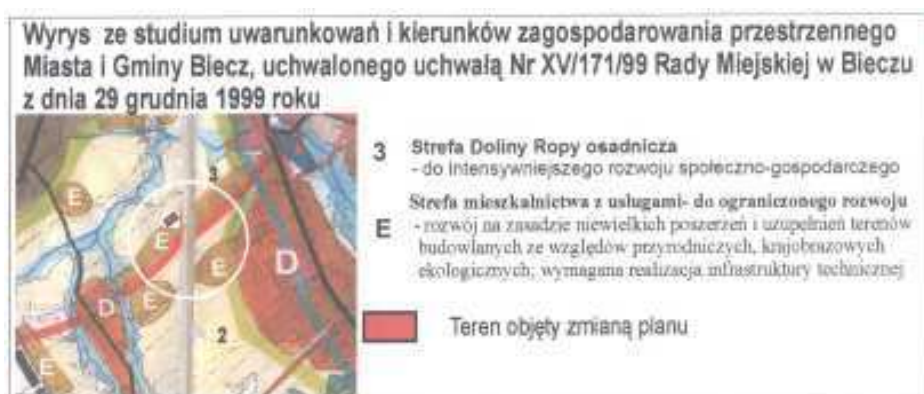 Wyrys ze studium uwarunkowań i kierunków zagospodarowania przestrzennego
Miasta i Gminy Biecz, uchwalonego uchwałą Nr XV/171/99 Rady Miejskiej w Bieczu
z dnia 29 grudnia 1999 roku
3 Strefa Doliny Ropy osadnicza
- do intensywniejszego rozwoju społeczno-gospodarczego
E Strefa mieszkalnictwa z usługami- do ograniczonego rozwoju
- rozwój na zasadzie niewielkich poszerzeń i uzupełnień terenów
budowlanych ze względów przyrodniczych, krajobrazowych
ekologicznych; wymagana realizacja infrastruktury technicznej
Teren objęty zmianą planu
E
3
E
E
D
D
E
2
E